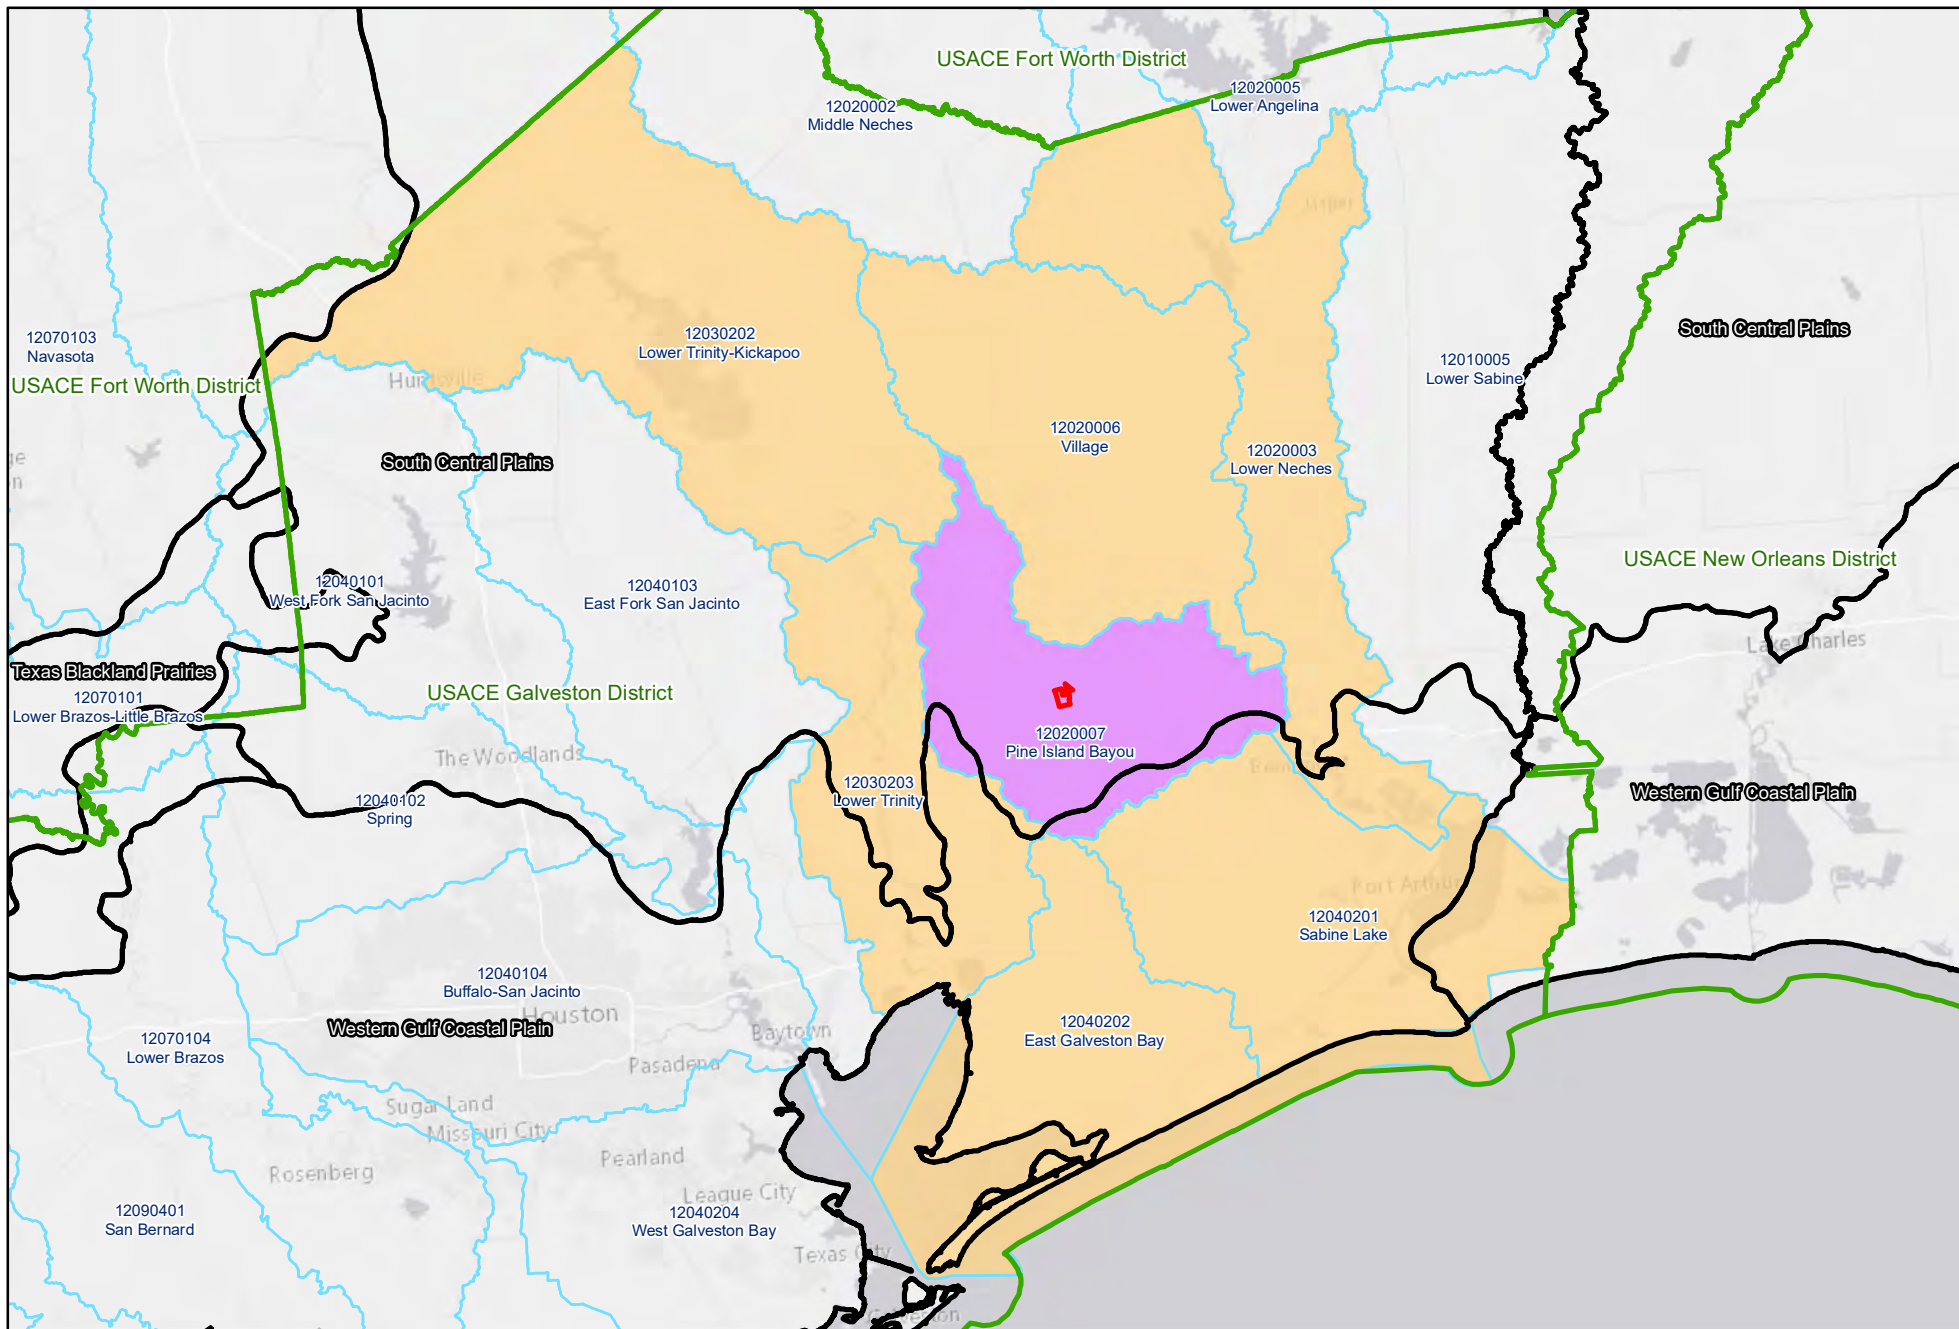 USACE Fort Worth District
12020005
Lower Angelina
12020002
Middle Neches
Jasper
12070103
Navasota
USACE Fort Worth District
Huntsville
12030202
Lower Trinity-Kickapoo
South Central Plains
12010005
Lower Sabine
12020006
Village
12020003
Lower Neches
South Central Plains
USACE New Orleans District
12040101
West Fork San Jacinto
12040103
East Fork San Jacinto
Lake Charles
Texas Blackland Prairies
12070101
Lower Brazos-Little Brazos
USACE Galveston District
12020007
Pine Island Bayou
The Woodlands
12030203
Lower Trinity
12040102
Spring
Western Gulf Coastal Plain
Port Arthur
12040201
Sabine Lake
12040104
Buffalo-San Jacinto
Houston
Western Gulf Coastal Plain
Baytown
12040202
East Galveston Bay
12070104
Lower Brazos
Pasadena
Sugar Land
Missouri City
Pearland
Rosenberg
League City
12040204
West Galveston Bay
12090401
San Bernard
Texas City
Galveston